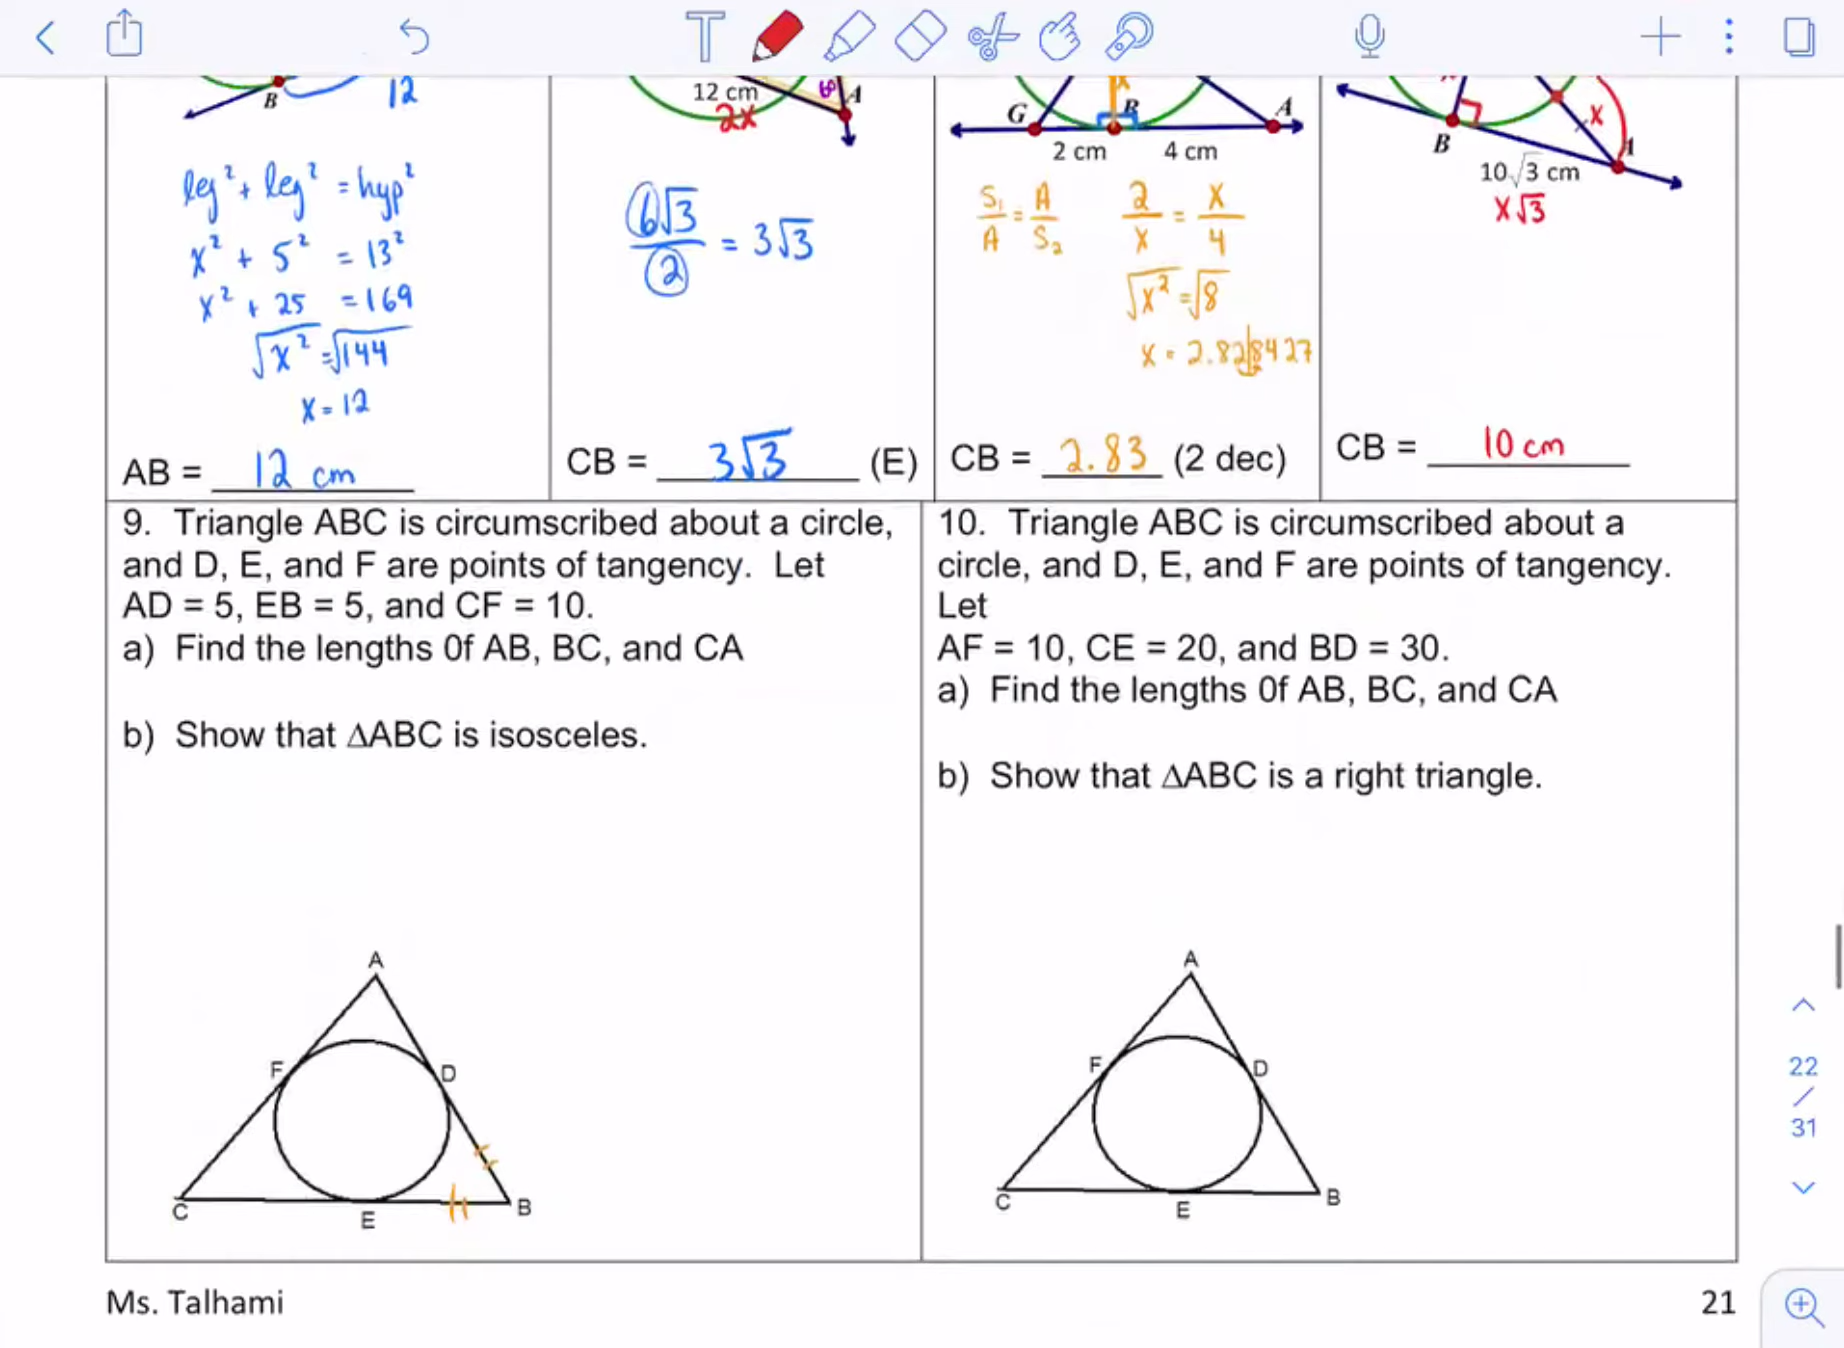 T
B
12
12 cm
2x
60
A
G
x
B
A
2 cm
4 cm
B
x
10√3 cm
x√3
leg² + leg² = hyp²
x² + 5² = 13²
x² + 25 = 169
√x² = √144
x = 12
AB = 12 cm
6√3
2
= 3√3
CB = 3√3 (E)
S₁/A = A/S₂
2/x = x/4
√x² = √8
x = 2.828427
CB = 2.83 (2 dec)
CB = 10 cm
9. Triangle ABC is circumscribed about a circle,
and D, E, and F are points of tangency. Let
AD = 5, EB = 5, and CF = 10.
a) Find the lengths 0f AB, BC, and CA
b) Show that ∆ABC is isosceles.
A
F
D
C
E
B
10. Triangle ABC is circumscribed about a
circle, and D, E, and F are points of tangency.
Let
AF = 10, CE = 20, and BD = 30.
a) Find the lengths 0f AB, BC, and CA
b) Show that ∆ABC is a right triangle.
A
F
D
C
E
B
22
/
31
Ms. Talhami
21